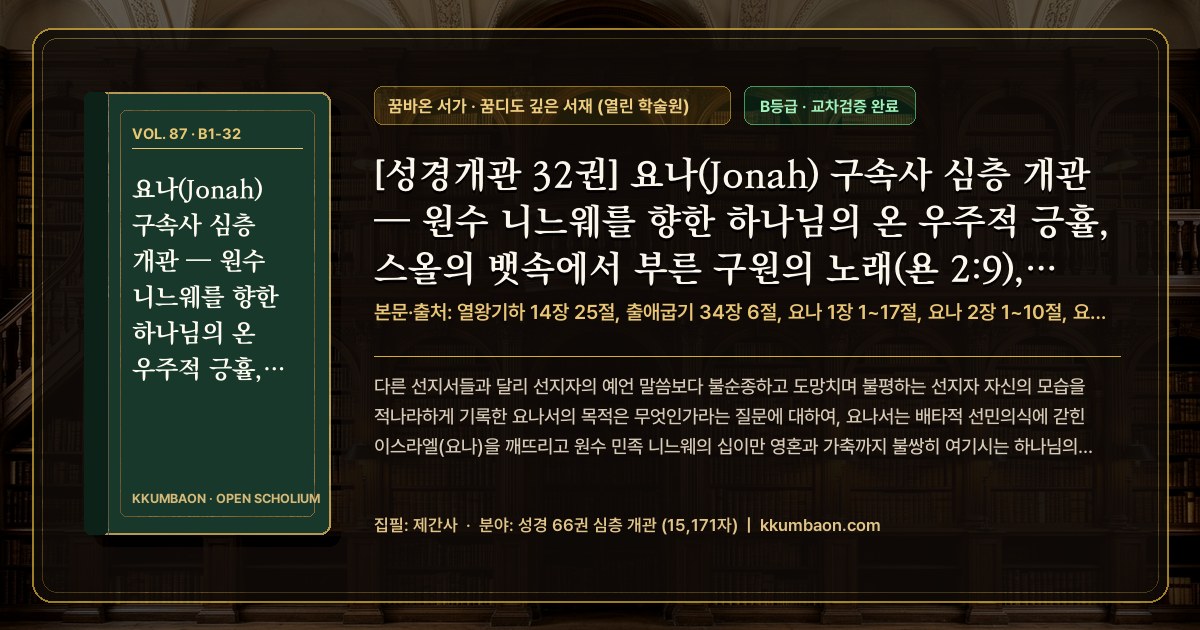 VOL. 87 · B1-32
요나(Jonah)
구속사 심층
개관 — 원수
니느웨를 향한
하나님의 온
우주적 긍휼,…
KKUMBAON · OPEN SCHOLIUM
꿈바온 서가 · 꿈디도 깊은 서재 (열린 학술원)
B등급 · 교차검증 완료
[성경개관 32권] 요나(Jonah) 구속사 심층 개관
— 원수 니느웨를 향한 하나님의 온 우주적 긍휼,
스올의 뱃속에서 부른 구원의 노래(욘 2:9),…
본문·출처: 열왕기하 14장 25절, 출애굽기 34장 6절, 요나 1장 1~17절, 요나 2장 1~10절, 요…
다른 선지서들과 달리 선지자의 예언 말씀보다 불순종하고 도망치며 불평하는 선지자 자신의 모습을
적나라하게 기록한 요나서의 목적은 무엇인가라는 질문에 대하여, 요나서는 배타적 선민의식에 갇힌
이스라엘(요나)을 깨뜨리고 원수 민족 니느웨의 십이만 영혼과 가축까지 불쌍히 여기시는 하나님의…
집필: 제간사 · 분야: 성경 66권 심층 개관 (15,171자) | kkumbaon.com